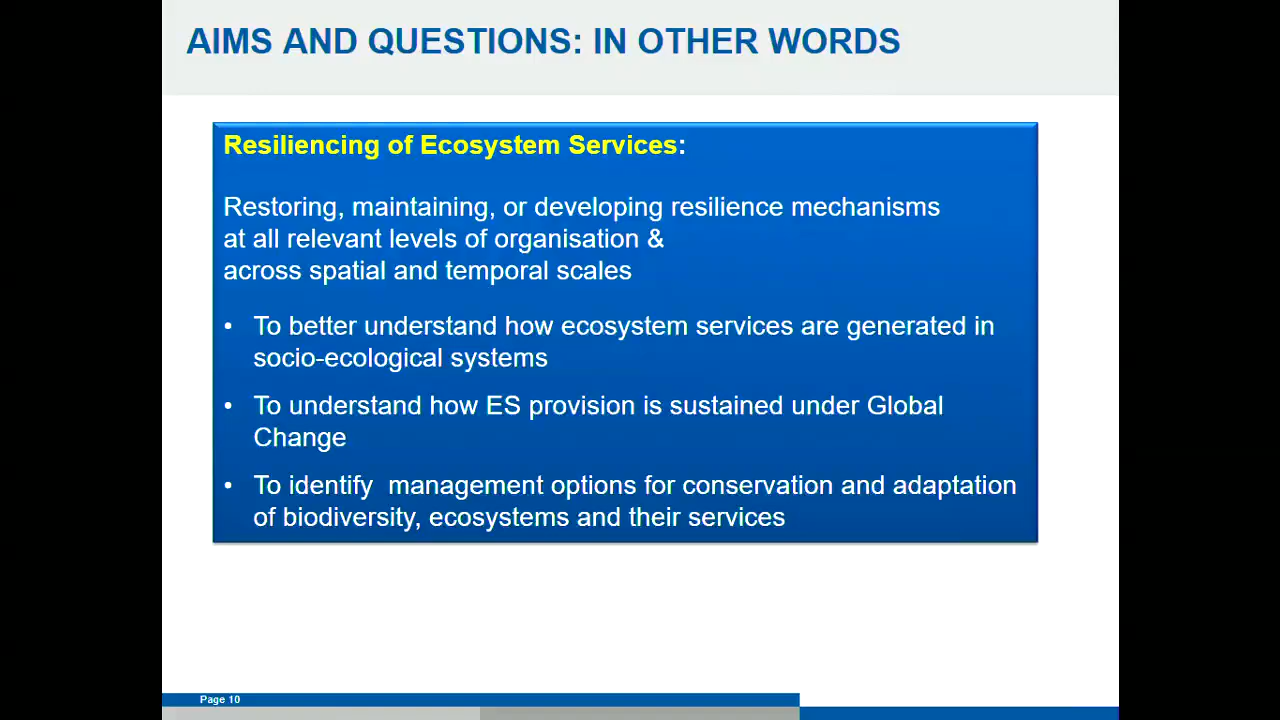 AIMS AND QUESTIONS: IN OTHER WORDS
Resiliencing of Ecosystem Services:
Restoring, maintaining, or developing resilience mechanisms
at all relevant levels of organisation &
across spatial and temporal scales
• To better understand how ecosystem services are generated in
socio-ecological systems
• To understand how ES provision is sustained under Global
Change
• To identify  management options for conservation and adaptation
of biodiversity, ecosystems and their services
Page 10